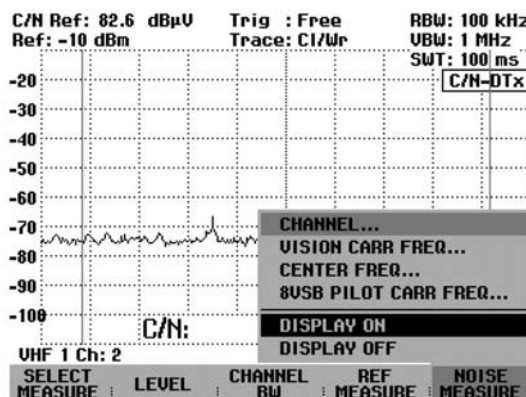 C/N Ref: 82.6 dBµV Trig : Free RBW: 100 kHz
Ref: -10 dBm Trace: Cl/Wr VBW: 1 MHz
SWT: 100 ms
C/N-DTx
-20
-30
-40
-50
-60
-70
-80
-90
-100
CHANNEL...
VISION CARR FREQ...
CENTER FREQ...
8VSB PILOT CARR FREQ...
DISPLAY ON
DISPLAY OFF
C/N:
VHF 1 Ch: 2
SELECT MEASURE LEVEL CHANNEL BW REF MEASURE NOISE MEASURE